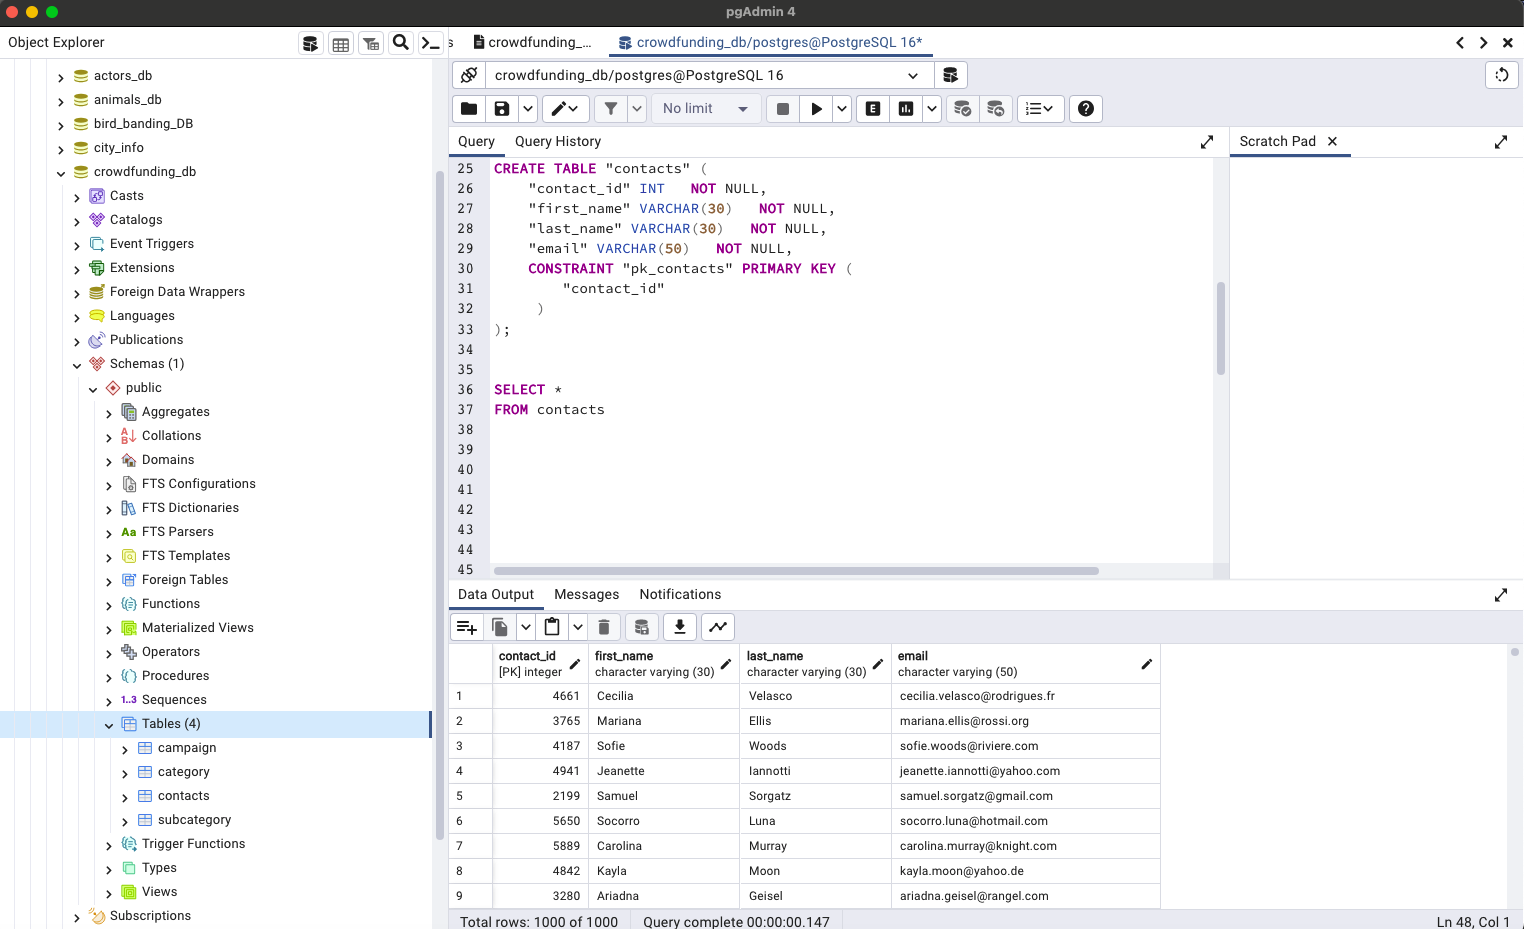 pgAdmin 4
Object Explorer
s
crowdfunding_...
crowdfunding_db/postgres@PostgreSQL 16*
actors_db
animals_db
bird_banding_DB
city_info
crowdfunding_db
Casts
Catalogs
Event Triggers
Extensions
Foreign Data Wrappers
Languages
Publications
Schemas (1)
public
Aggregates
Collations
Domains
FTS Configurations
FTS Dictionaries
Aa FTS Parsers
FTS Templates
Foreign Tables
Functions
Materialized Views
Operators
Procedures
1..3 Sequences
Tables (4)
campaign
category
contacts
subcategory
Trigger Functions
Types
Views
Subscriptions
crowdfunding_db/postgres@PostgreSQL 16
No limit
E
Query Query History
Scratch Pad
25 CREATE TABLE "contacts" (
26 "contact_id" INT NOT NULL,
27 "first_name" VARCHAR(30) NOT NULL,
28 "last_name" VARCHAR(30) NOT NULL,
29 "email" VARCHAR(50) NOT NULL,
30 CONSTRAINT "pk_contacts" PRIMARY KEY (
31 "contact_id"
32 )
33 );
34
35
36 SELECT *
37 FROM contacts
38
39
40
41
42
43
44
45
Data Output Messages Notifications
contact_id first_name last_name email
[PK] integer character varying (30) character varying (30) character varying (50)
1 4661 Cecilia Velasco cecilia.velasco@rodrigues.fr
2 3765 Mariana Ellis mariana.ellis@rossi.org
3 4187 Sofie Woods sofie.woods@riviere.com
4 4941 Jeanette Iannotti jeanette.iannotti@yahoo.com
5 2199 Samuel Sorgatz samuel.sorgatz@gmail.com
6 5650 Socorro Luna socorro.luna@hotmail.com
7 5889 Carolina Murray carolina.murray@knight.com
8 4842 Kayla Moon kayla.moon@yahoo.de
9 3280 Ariadna Geisel ariadna.geisel@rangel.com
Total rows: 1000 of 1000 Query complete 00:00:00.147 Ln 48, Col 1